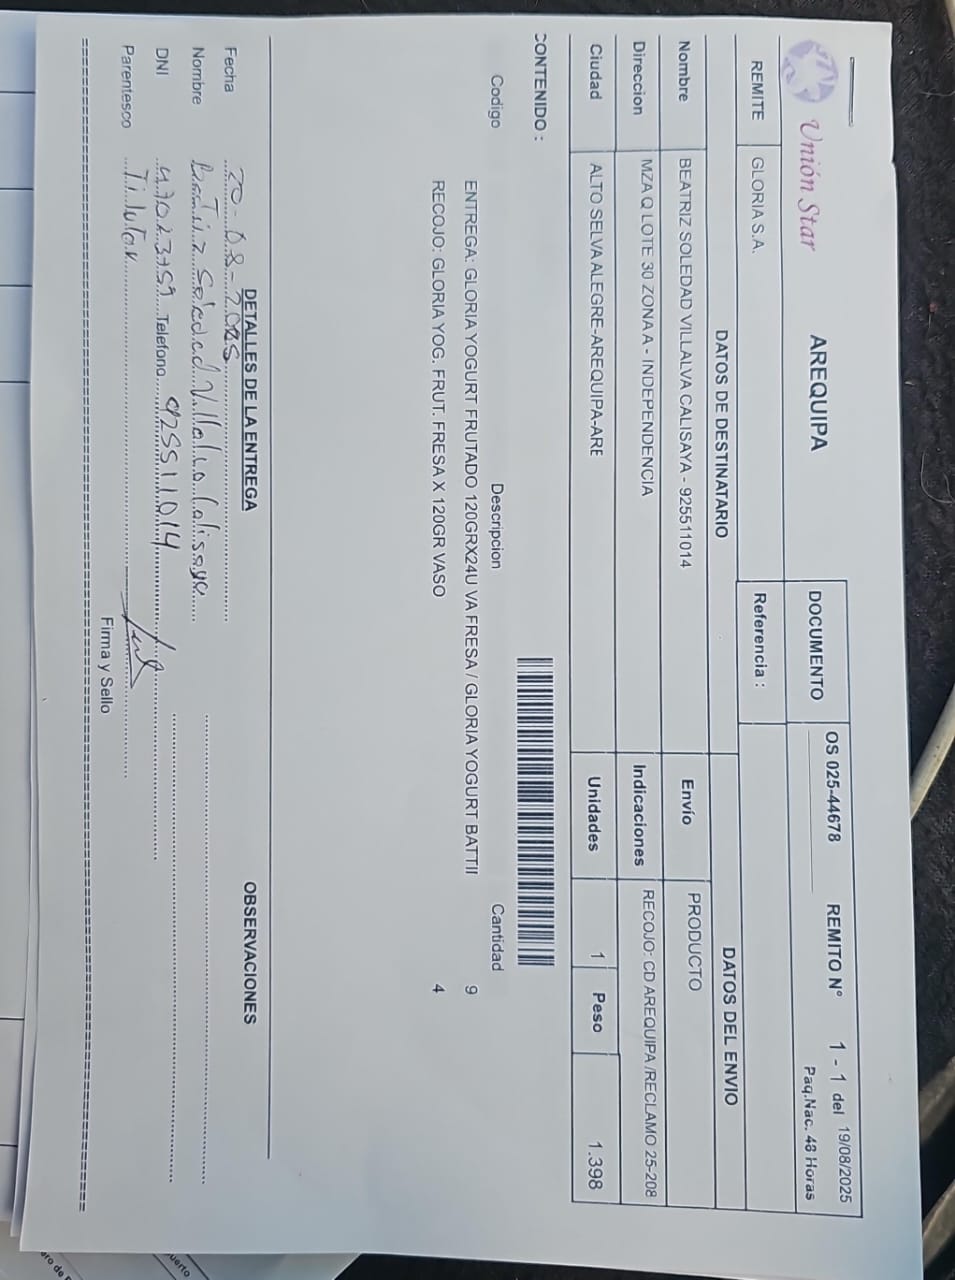 Unión Star
AREQUIPA
DOCUMENTO
OS 025-44678
REMITO N° 1 - 1 del 19/08/2025
Paq.Nac. 48 Horas
REMITE GLORIA S.A.
Referencia :
DATOS DE DESTINATARIO
DATOS DEL ENVIO
Nombre BEATRIZ SOLEDAD VILLALVA CALISAYA - 925511014
Envío PRODUCTO
Direccion MZA Q LOTE 30 ZONA A - INDEPENDENCIA
Indicaciones RECOJO: CD AREQUIPA /RECLAMO 25-208
Ciudad ALTO SELVA ALEGRE-AREQUIPA-ARE
Unidades 1 Peso 1.398
CONTENIDO :
Codigo Descripcion Cantidad
ENTREGA: GLORIA YOGURT FRUTADO 120GRX24U VA FRESA / GLORIA YOGURT BATTII 9
RECOJO: GLORIA YOG. FRUT. FRESA X 120GR VASO 4
DETALLES DE LA ENTREGA
OBSERVACIONES
Fecha 20-08-2025
Nombre Beatriz Soledad Villalva Calisaya
DNI Telefono 925511014
Parentesco Titular
Firma y Sello
uerto
ero de